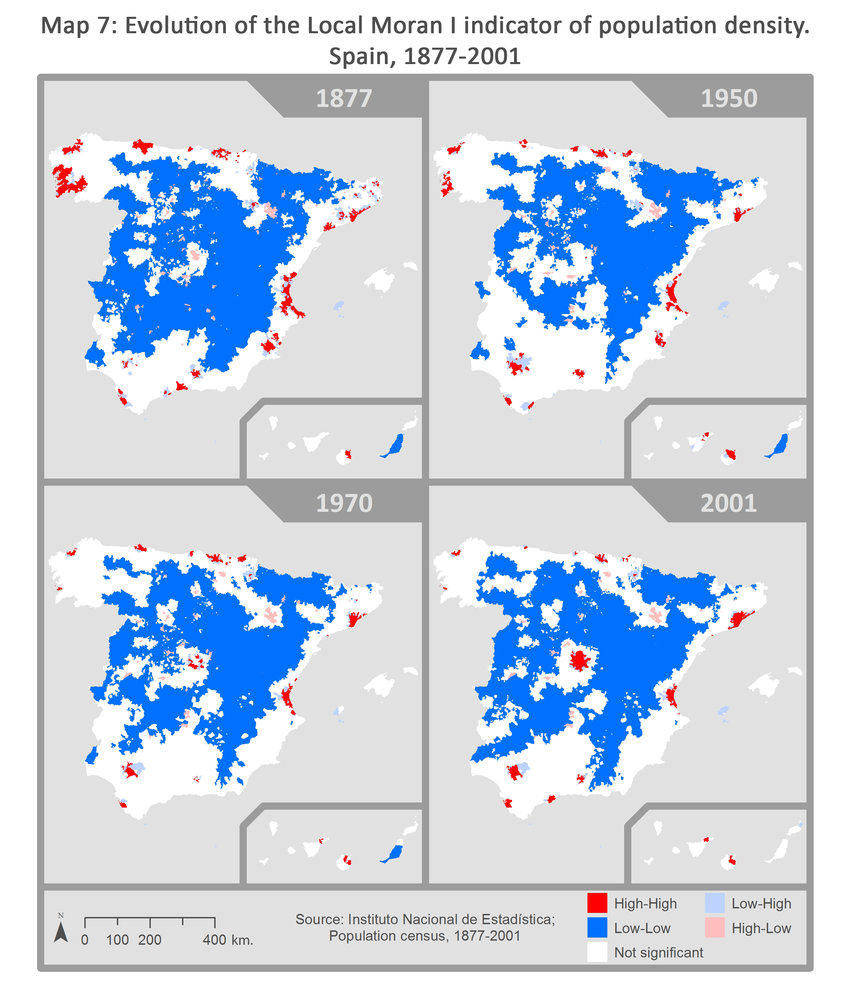 Map 7: Evolution of the Local Moran I indicator of population density.
Spain, 1877-2001
1877
1950
1970
2001
N
0 100 200 400 km.
Source: Instituto Nacional de Estadística;
Population census, 1877-2001
High-High
Low-High
Low-Low
High-Low
Not significant